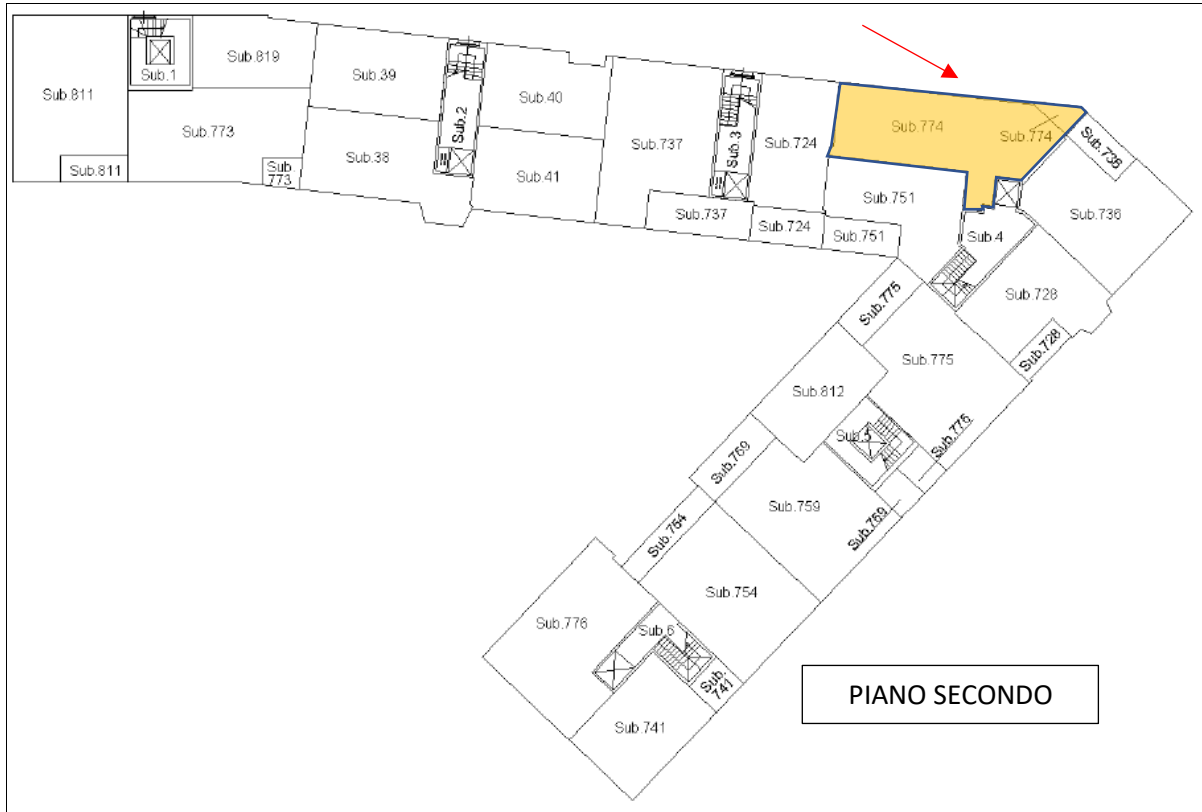 Sub.811
Sub.1
Sub.819
Sub.773
Sub.811
Sub
773
Sub.39
Sub.38
Sub.2
Sub.40
Sub.41
Sub.737
Sub.3
Sub.724
Sub.737
Sub.724
Sub.751
Sub.751
Sub.774
Sub.774
Sub.736
Sub.736
Sub.4
Sub.728
Sub.728
Sub.775
Sub.775
Sub.812
Sub.5
Sub.775
Sub.759
Sub.759
Sub.759
Sub.754
Sub.754
Sub.776
Sub.6
Sub.
741
Sub.741
PIANO SECONDO